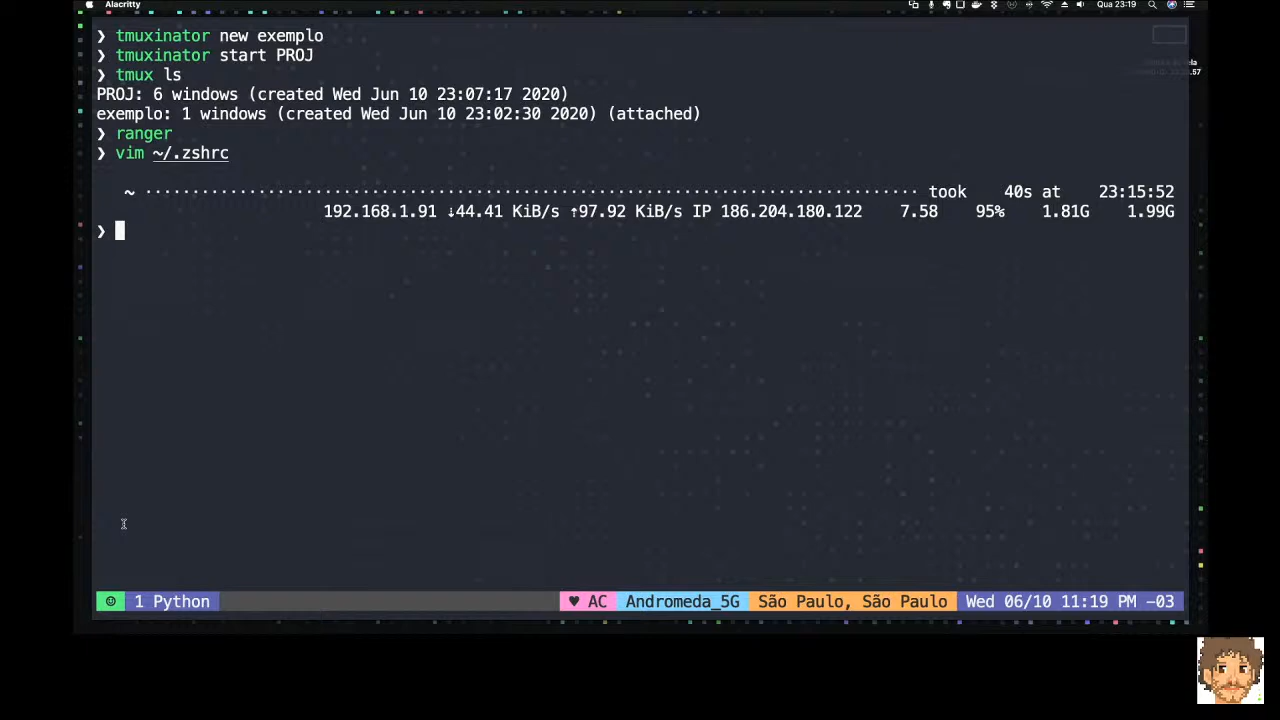 Alacritty Qua 23:19
❯ tmuxinator new exemplo
❯ tmuxinator start PROJ
❯ tmux ls
PROJ: 6 windows (created Wed Jun 10 23:07:17 2020)
exemplo: 1 windows (created Wed Jun 10 23:02:30 2020) (attached)
❯ ranger
❯ vim ~/.zshrc
~ ················································································ took 40s at 23:15:52
192.168.1.91 ↓44.41 KiB/s ↑97.92 KiB/s IP 186.204.180.122 7.58 95% 1.81G 1.99G
❯
1 Python ♥ AC Andromeda_5G São Paulo, São Paulo Wed 06/10 11:19 PM -03